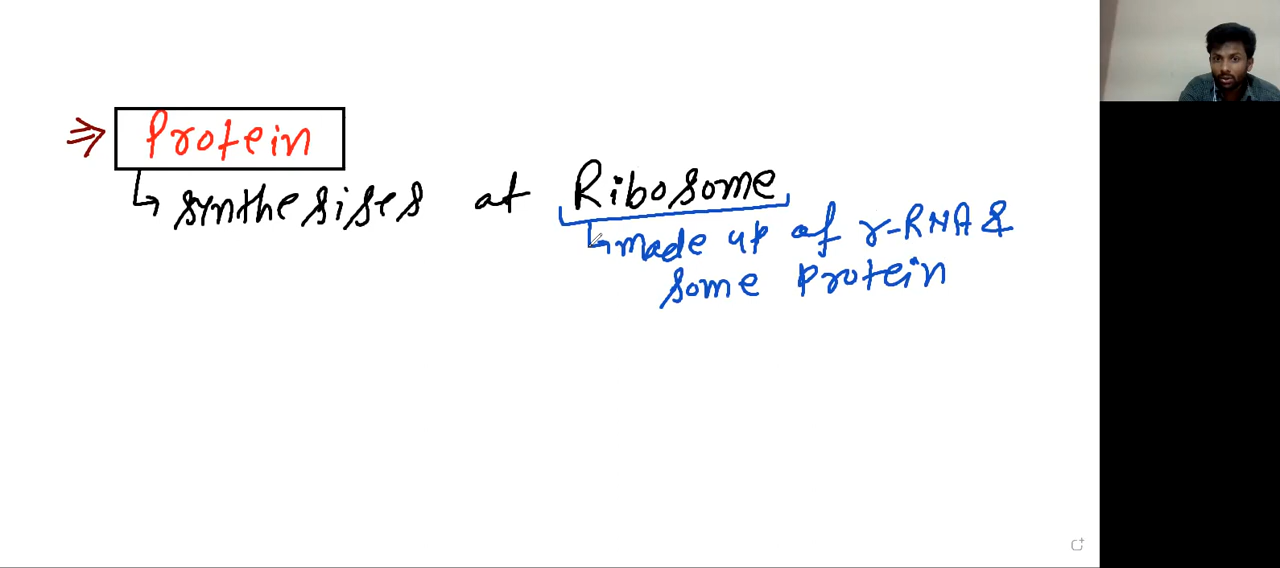 ⇒ Protein
↳ synthesises at Ribosome
↳ made up of r-RNA &
some protein